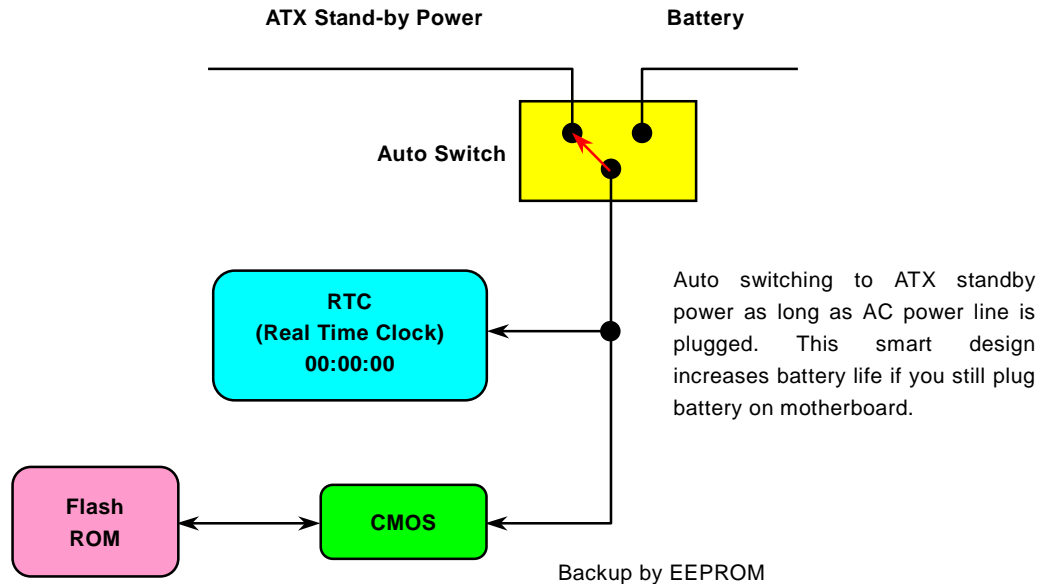 ATX Stand-by Power
Battery
Auto Switch
RTC
(Real Time Clock)
00:00:00
Auto switching to ATX standby
power as long as AC power line is
plugged. This smart design
increases battery life if you still plug
battery on motherboard.
Flash
ROM
CMOS
Backup by EEPROM